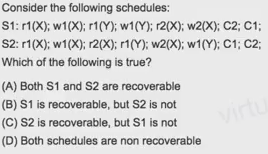 Consider the following schedules:
S1: r1(X); w1(X); r1(Y); w1(Y); r2(X); w2(X); C2; C1;
S2: r1(X); w1(X); r2(X); r1(Y); w2(X); w1(Y); C1; C2;
Which of the following is true?
(A) Both S1 and S2 are recoverable
(B) S1 is recoverable, but S2 is not
(C) S2 is recoverable, but S1 is not
(D) Both schedules are non recoverable
virtu